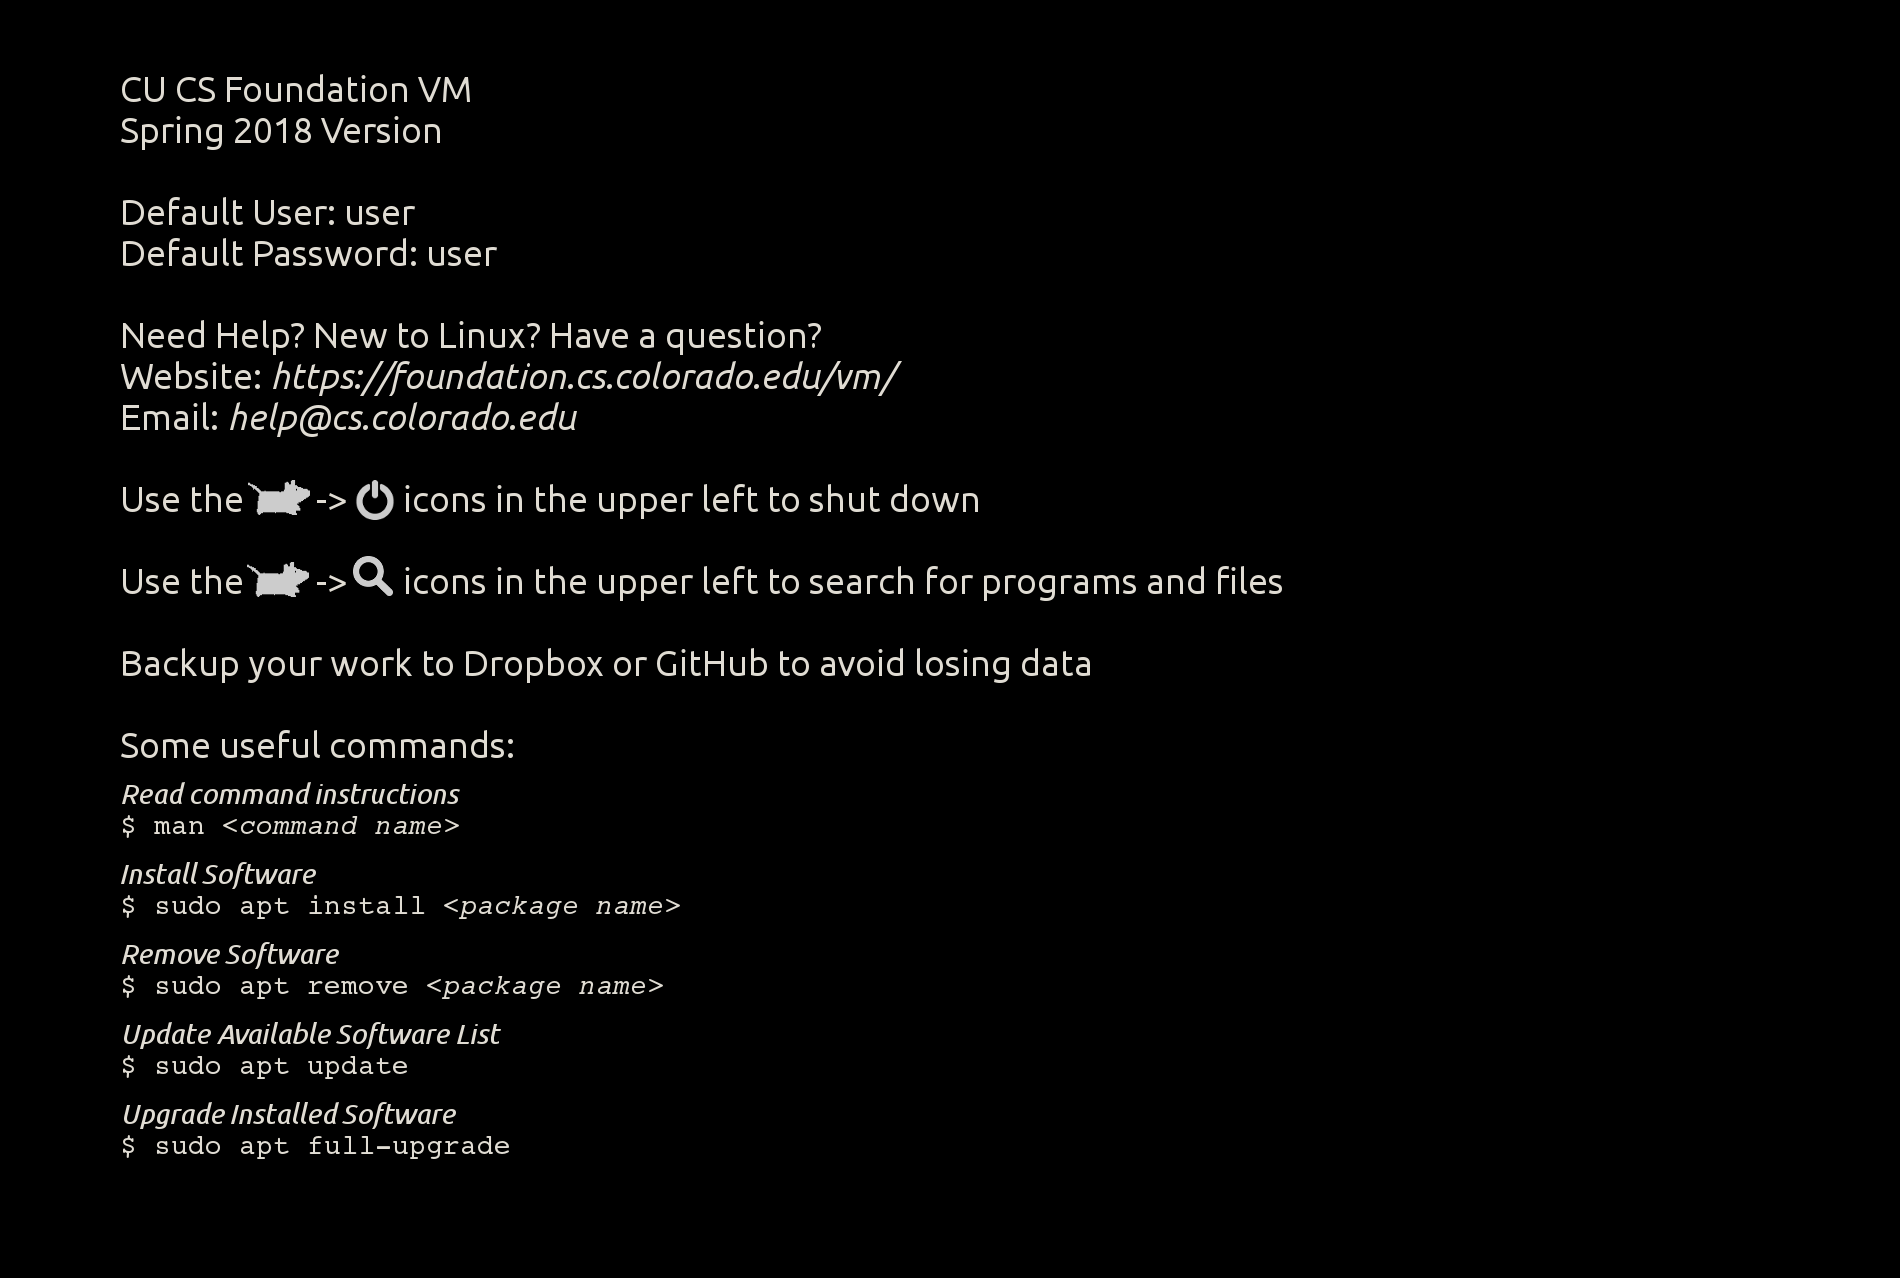 CU CS Foundation VM
Spring 2018 Version
Default User: user
Default Password: user
Need Help? New to Linux? Have a question?
Website: https://foundation.cs.colorado.edu/vm/
Email: help@cs.colorado.edu
Use the -> icons in the upper left to shut down
Use the -> icons in the upper left to search for programs and files
Backup your work to Dropbox or GitHub to avoid losing data
Some useful commands:
Read command instructions
$ man <command name>
Install Software
$ sudo apt install <package name>
Remove Software
$ sudo apt remove <package name>
Update Available Software List
$ sudo apt update
Upgrade Installed Software
$ sudo apt full-upgrade